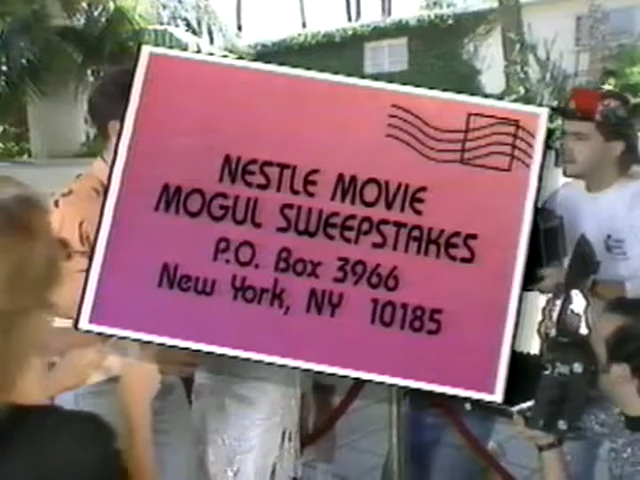 NESTLE MOVIE
MOGUL SWEEPSTAKES
P.O. Box 3966
New York, NY 10185